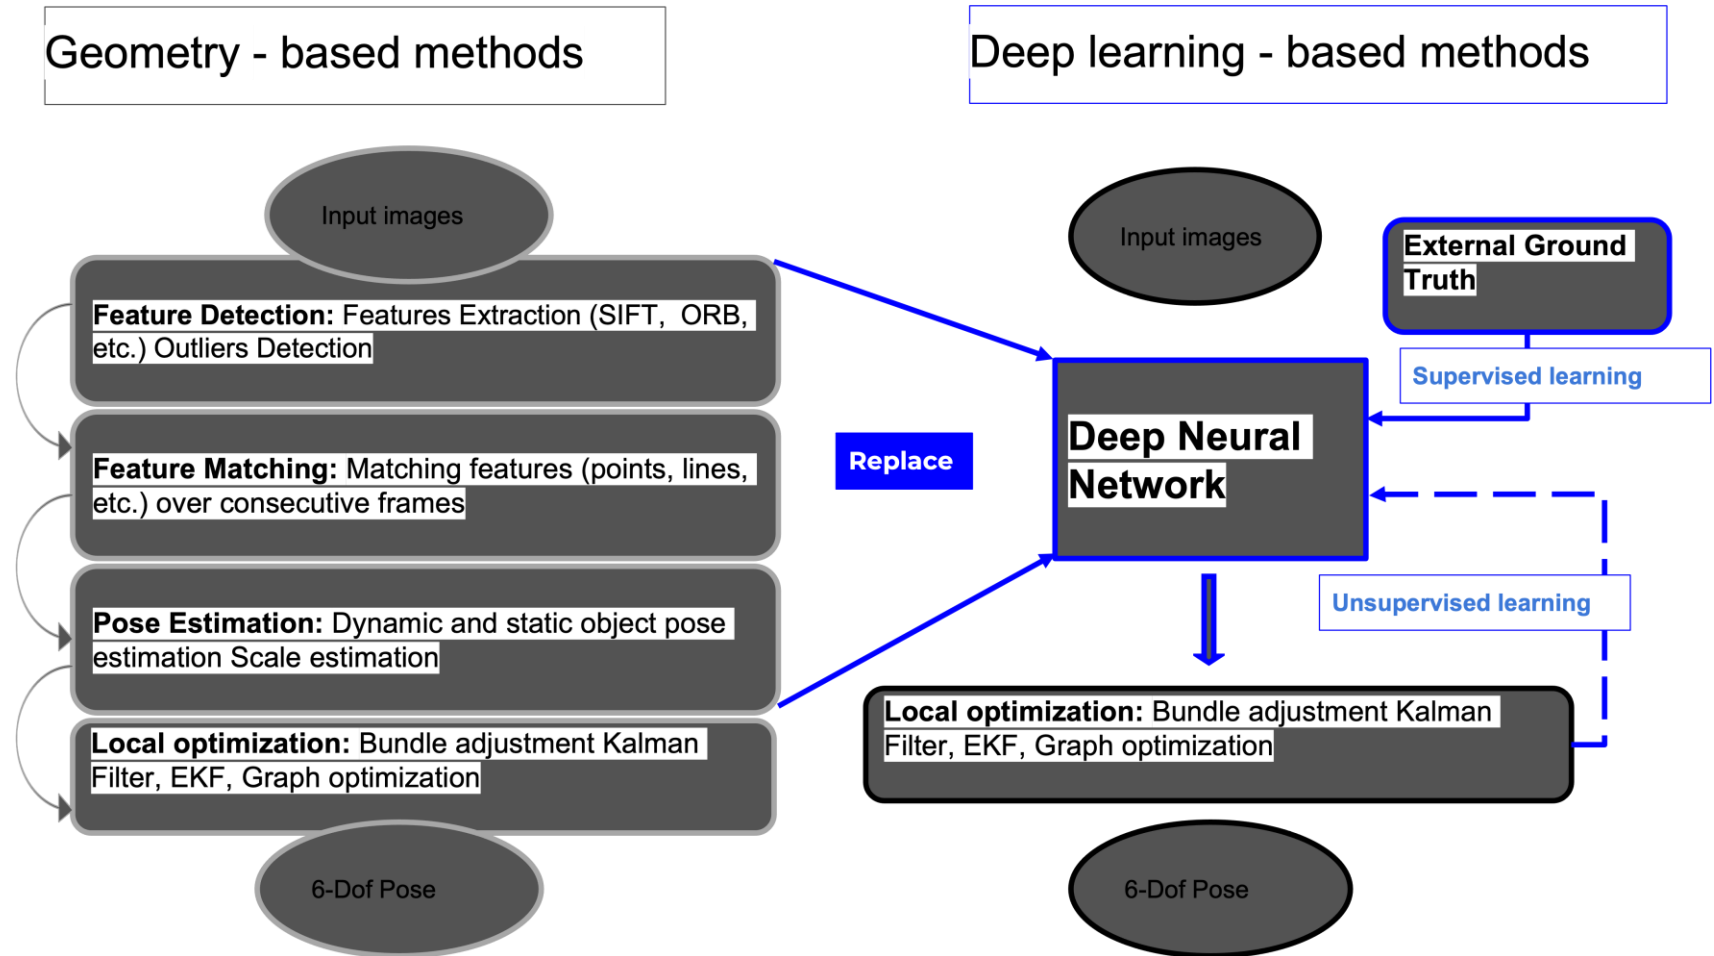 Geometry - based methods
Deep learning - based methods
Input images
Feature Detection: Features Extraction (SIFT, ORB,
etc.) Outliers Detection
Feature Matching: Matching features (points, lines,
etc.) over consecutive frames
Pose Estimation: Dynamic and static object pose
estimation Scale estimation
Local optimization: Bundle adjustment Kalman
Filter, EKF, Graph optimization
6-Dof Pose
Replace
Input images
External Ground
Truth
Supervised learning
Deep Neural
Network
Unsupervised learning
Local optimization: Bundle adjustment Kalman
Filter, EKF, Graph optimization
6-Dof Pose